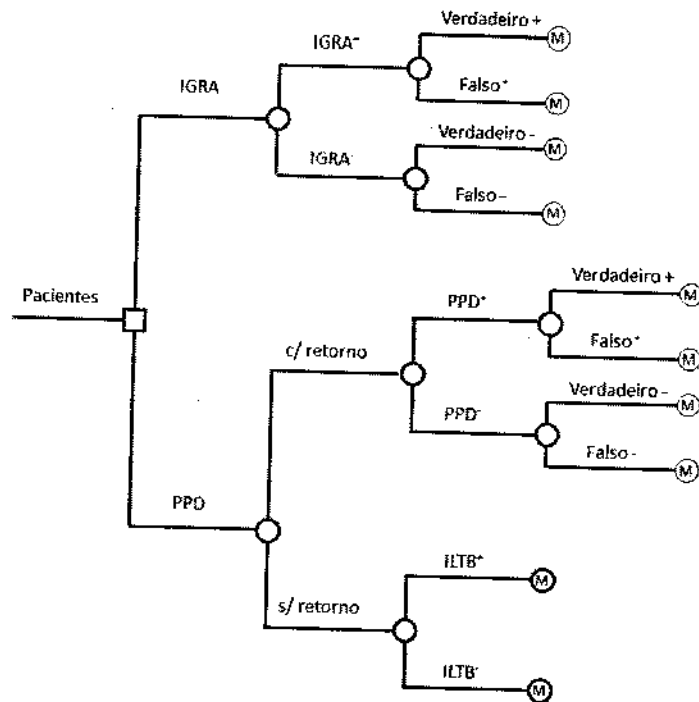 Verdadeiro +
M
IGRA⁺
Falso⁺
M
IGRA
Verdadeiro –
M
IGRA⁻
Falso –
M
Pacientes
Verdadeiro +
M
PPD⁺
Falso⁺
M
c/ retorno
Verdadeiro –
M
PPD⁻
Falso –
M
PPD
ILTB⁺
M
s/ retorno
ILTB⁻
M